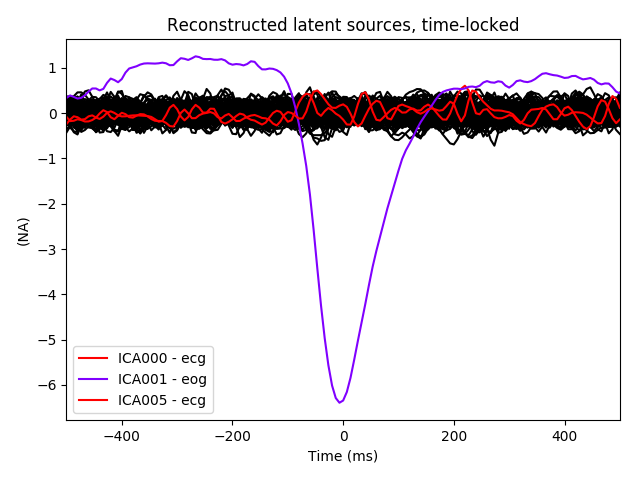 Reconstructed latent sources, time-locked
(NA)
1
0
−1
−2
−3
−4
−5
−6
ICA000 - ecg
ICA001 - eog
ICA005 - ecg
−400
−200
0
200
400
Time (ms)